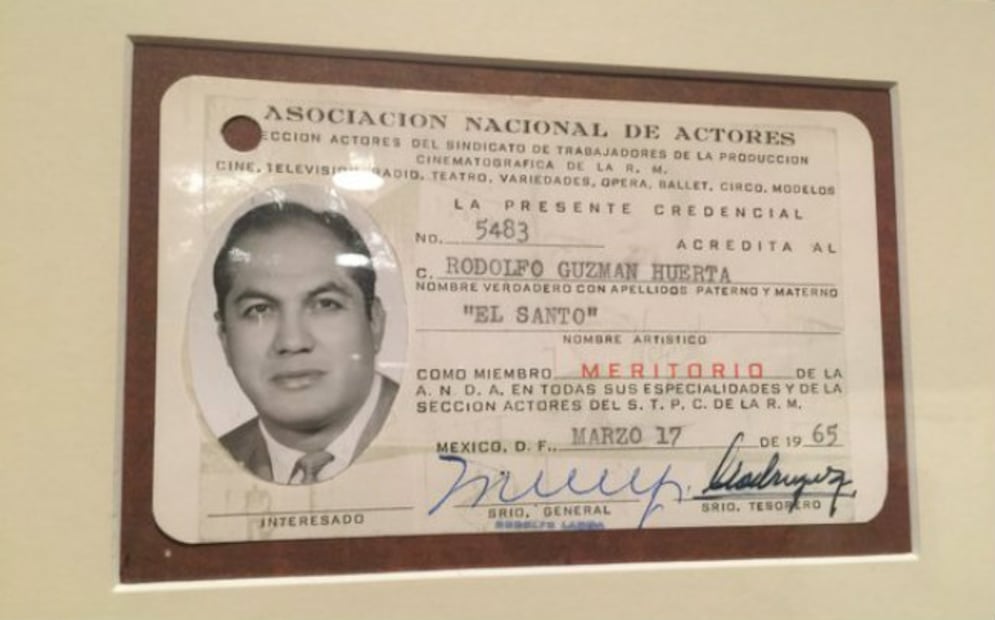 ASOCIACION NACIONAL DE ACTORES
ECCION ACTORES DEL SINDICATO DE TRABAJADORES DE LA PRODUCCION
CINEMATOGRAFICA DE LA R. M.
CINE, TELEVISION, RADIO, TEATRO, VARIEDADES, OPERA, BALLET, CIRCO, MODELOS
LA PRESENTE CREDENCIAL
NO. 5483 ACREDITA AL
C. RODOLFO GUZMAN HUERTA
NOMBRE VERDADERO CON APELLIDOS PATERNO Y MATERNO
"EL SANTO"
NOMBRE ARTISTICO
COMO MIEMBRO MERITORIO DE LA
A. N. D. A. EN TODAS SUS ESPECIALIDADES Y DE LA
SECCION ACTORES DEL S. T. P. C. DE LA R. M.
MEXICO, D. F., MARZO 17 DE 1965
INTERESADO
SRIO. GENERAL SRIO. TESORERO
RODOLFO LANDA